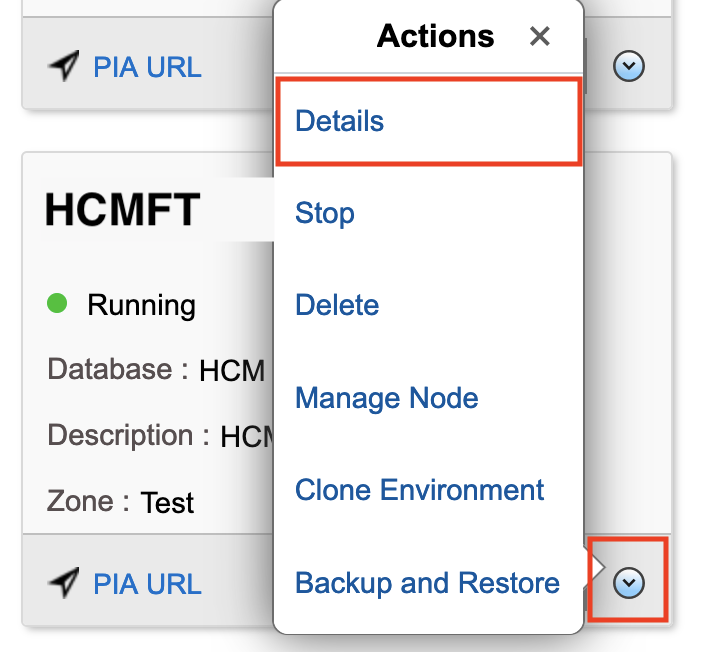 Actions
PIA URL
Details
HCMFT
Stop
Running
Delete
Database : HCM
Manage Node
Description :
Clone Environment
Zone : Test
PIA URL
Backup and Restore